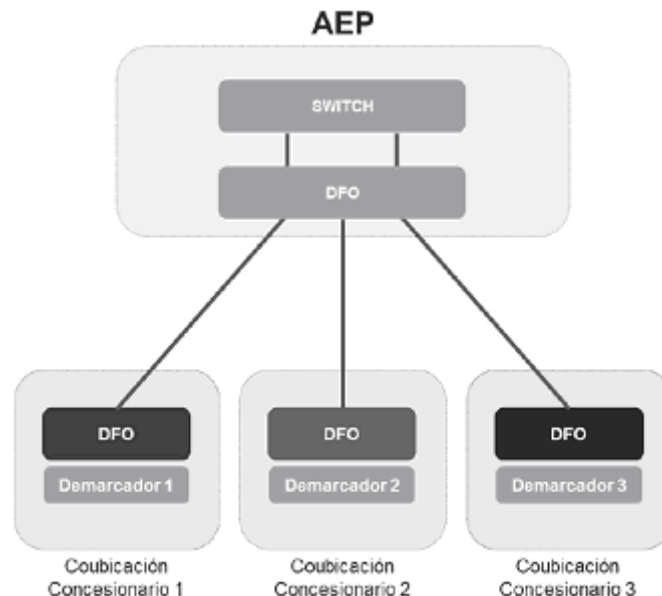 AEP
SWITCH
DFO
DFO
DFO
DFO
Demarcador 1
Demarcador 2
Demarcador 3
Coubicación
Concesionario 1
Coubicación
Concesionario 2
Coubicación
Concesionario 3